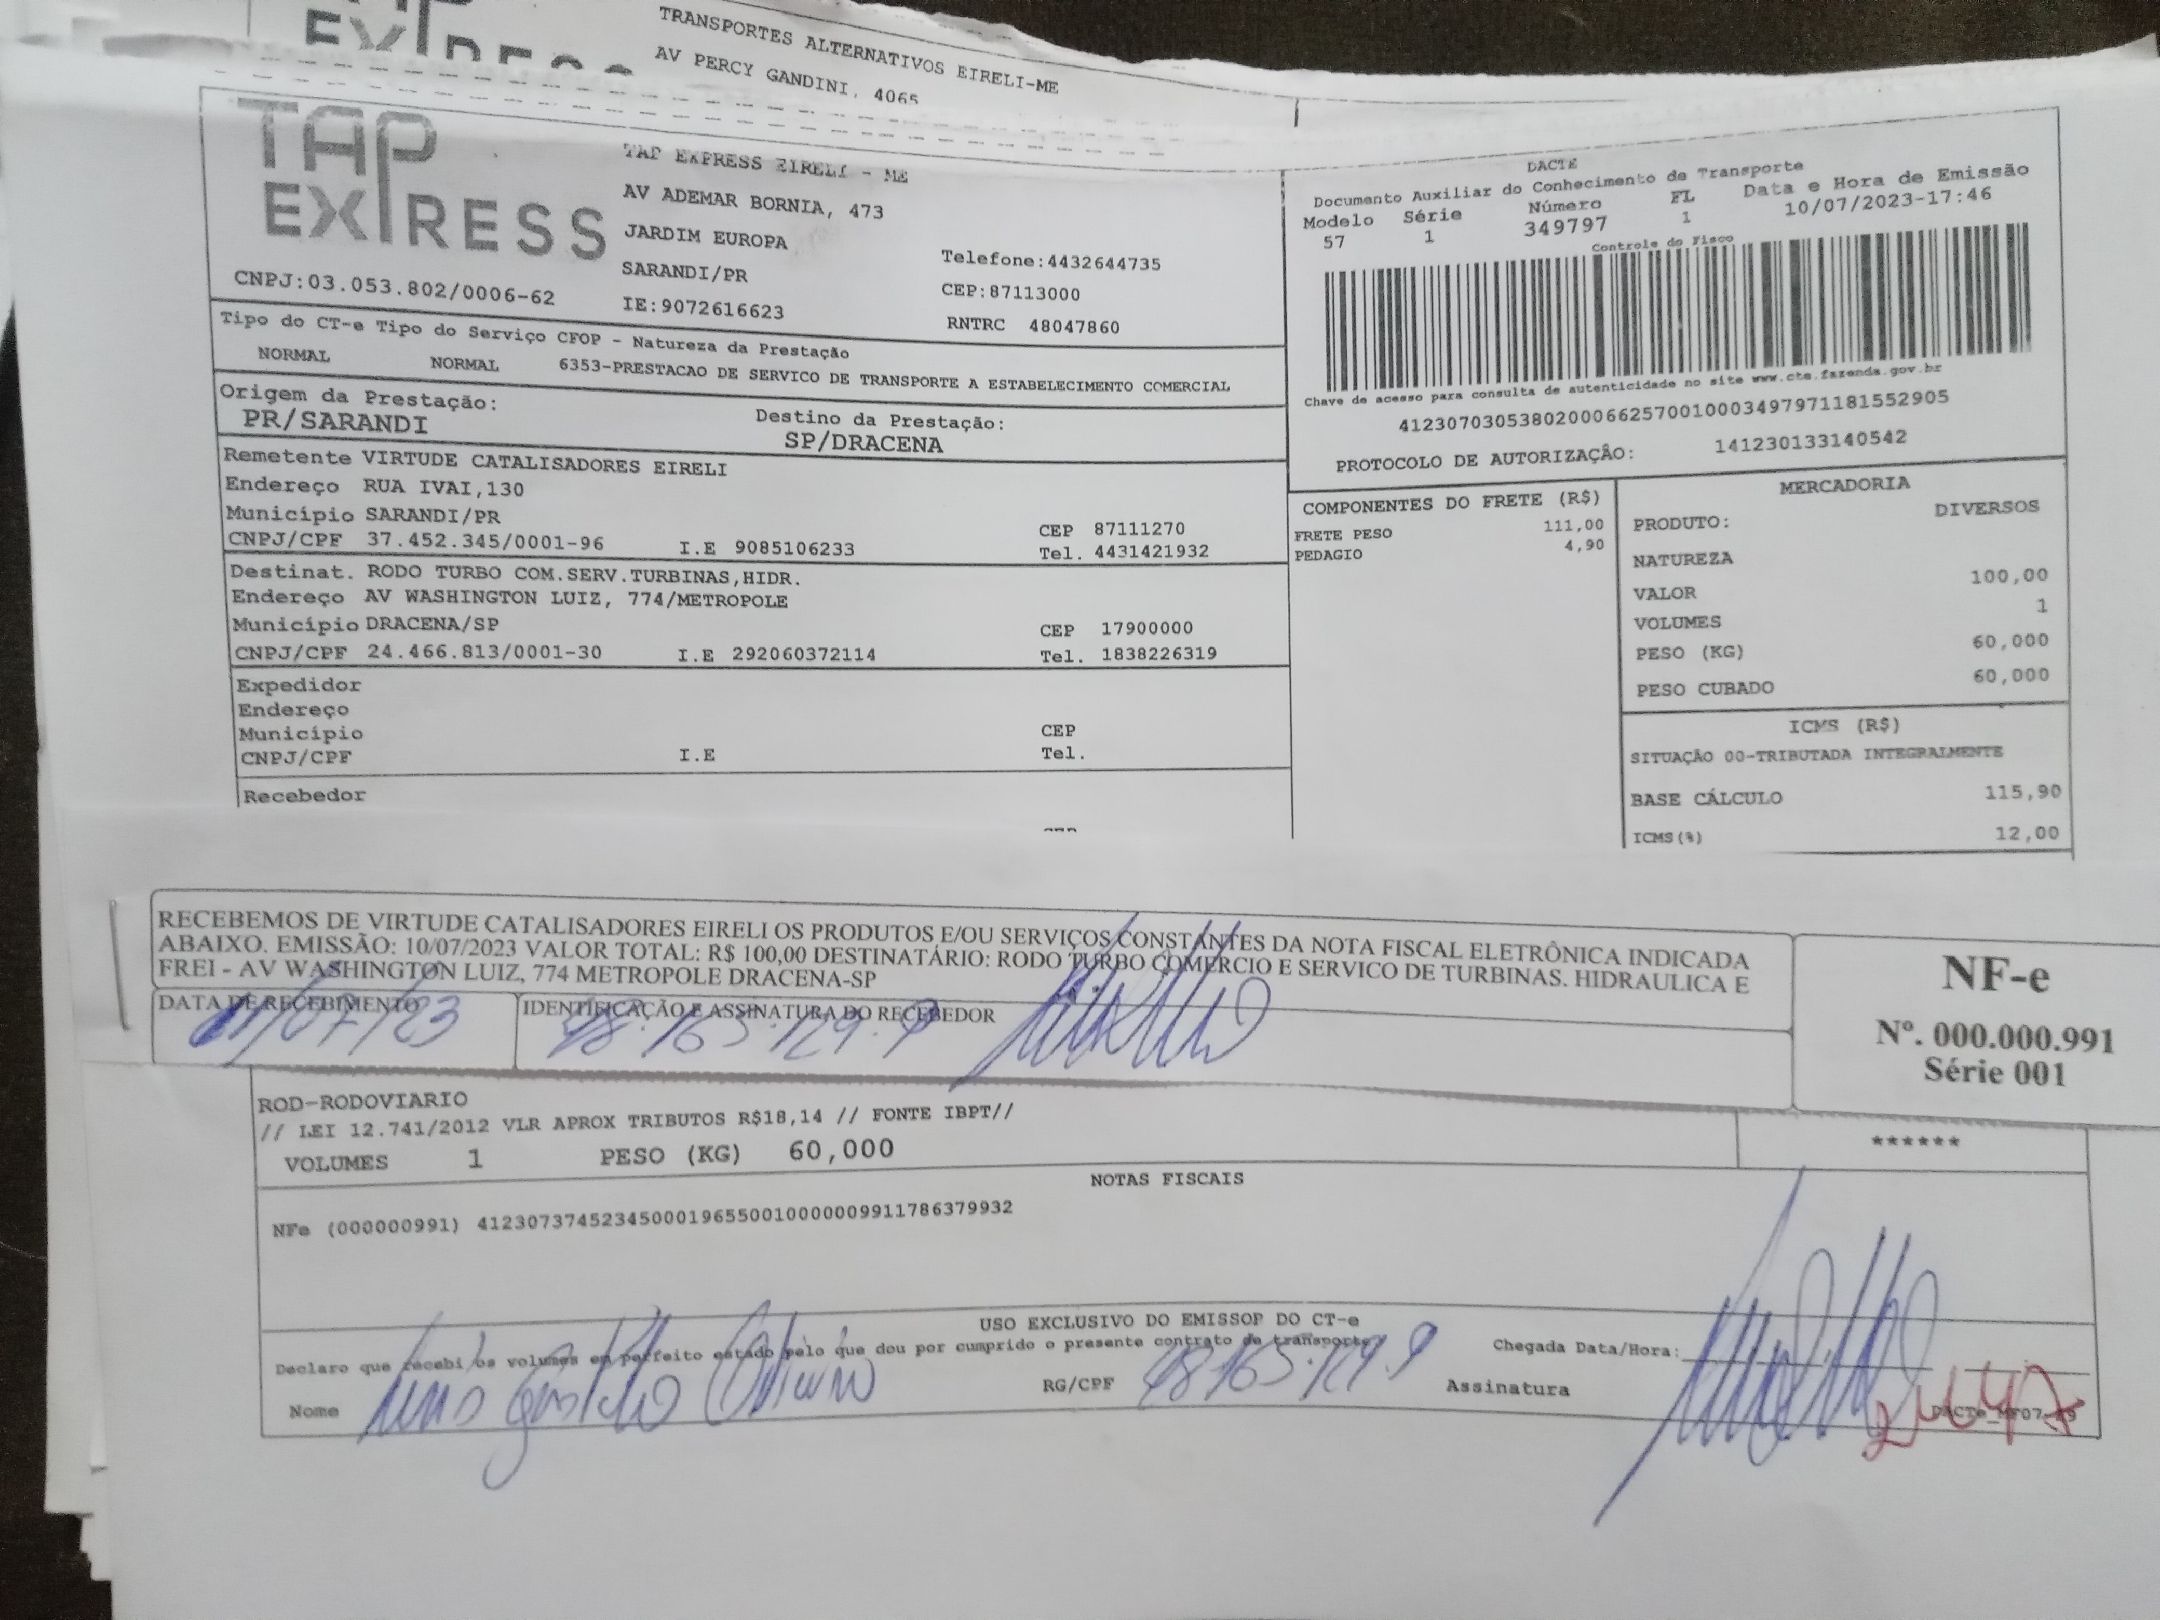 TRANSPORTES ALTERNATIVOS EIRELI-ME
AV PERCY GANDINI, 4065
TAP EXPRESS
TAP EXPRESS EIRELI - ME
AV ADEMAR BORNIA, 473
JARDIM EUROPA
SARANDI/PR
Telefone:4432644735
CEP:87113000
CNPJ:03.053.802/0006-62
IE:9072616623
RNTRC 48047860
DACTE
Documento Auxiliar do Conhecimento de Transporte
Modelo Série Número FL Data e Hora de Emissão
57 1 349797 1 10/07/2023-17:46
Controle do Fisco
Chave de acesso para consulta de autenticidade no site www.cte.fazenda.gov.br
41230703053802000662570010003497971181552905
PROTOCOLO DE AUTORIZAÇÃO: 141230133140542
Tipo do CT-e Tipo do Serviço CFOP - Natureza da Prestação
NORMAL NORMAL 6353-PRESTACAO DE SERVICO DE TRANSPORTE A ESTABELECIMENTO COMERCIAL
Origem da Prestação: Destino da Prestação:
PR/SARANDI SP/DRACENA
Remetente VIRTUDE CATALISADORES EIRELI
Endereço RUA IVAI,130
Município SARANDI/PR CEP 87111270
CNPJ/CPF 37.452.345/0001-96 I.E 9085106233 Tel. 4431421932
Destinat. RODO TURBO COM.SERV.TURBINAS,HIDR.
Endereço AV WASHINGTON LUIZ, 774/METROPOLE
Município DRACENA/SP CEP 17900000
CNPJ/CPF 24.466.813/0001-30 I.E 292060372114 Tel. 1838226319
Expedidor
Endereço
Município CEP
CNPJ/CPF I.E Tel.
Recebedor
COMPONENTES DO FRETE (R$)
FRETE PESO 111,00
PEDAGIO 4,90
MERCADORIA
PRODUTO: DIVERSOS
NATUREZA
VALOR 100,00
VOLUMES 1
PESO (KG) 60,000
PESO CUBADO 60,000
ICMS (R$)
SITUAÇÃO 00-TRIBUTADA INTEGRALMENTE
BASE CÁLCULO 115,90
ICMS(%) 12,00
RECEBEMOS DE VIRTUDE CATALISADORES EIRELI OS PRODUTOS E/OU SERVIÇOS CONSTANTES DA NOTA FISCAL ELETRÔNICA INDICADA
ABAIXO. EMISSÃO: 10/07/2023 VALOR TOTAL: R$ 100,00 DESTINATÁRIO: RODO TURBO COMERCIO E SERVICO DE TURBINAS. HIDRAULICA E
FREI - AV WASHINGTON LUIZ, 774 METROPOLE DRACENA-SP
DATA DE RECEBIMENTO IDENTIFICAÇÃO E ASSINATURA DO RECEBEDOR
11/07/23 48.165.129.9
NF-e
Nº. 000.000.991
Série 001
ROD-RODOVIARIO
// LEI 12.741/2012 VLR APROX TRIBUTOS R$18,14 // FONTE IBPT//
VOLUMES 1 PESO (KG) 60,000
******
NOTAS FISCAIS
NFe (000000991) 41230737452345000196550010000009911786379932
USO EXCLUSIVO DO EMISSOP DO CT-e
Declaro que recebi os volumes em perfeito estado pelo que dou por cumprido o presente contrato de transporte
Chegada Data/Hora:
Nome RG/CPF 48165.129.9 Assinatura